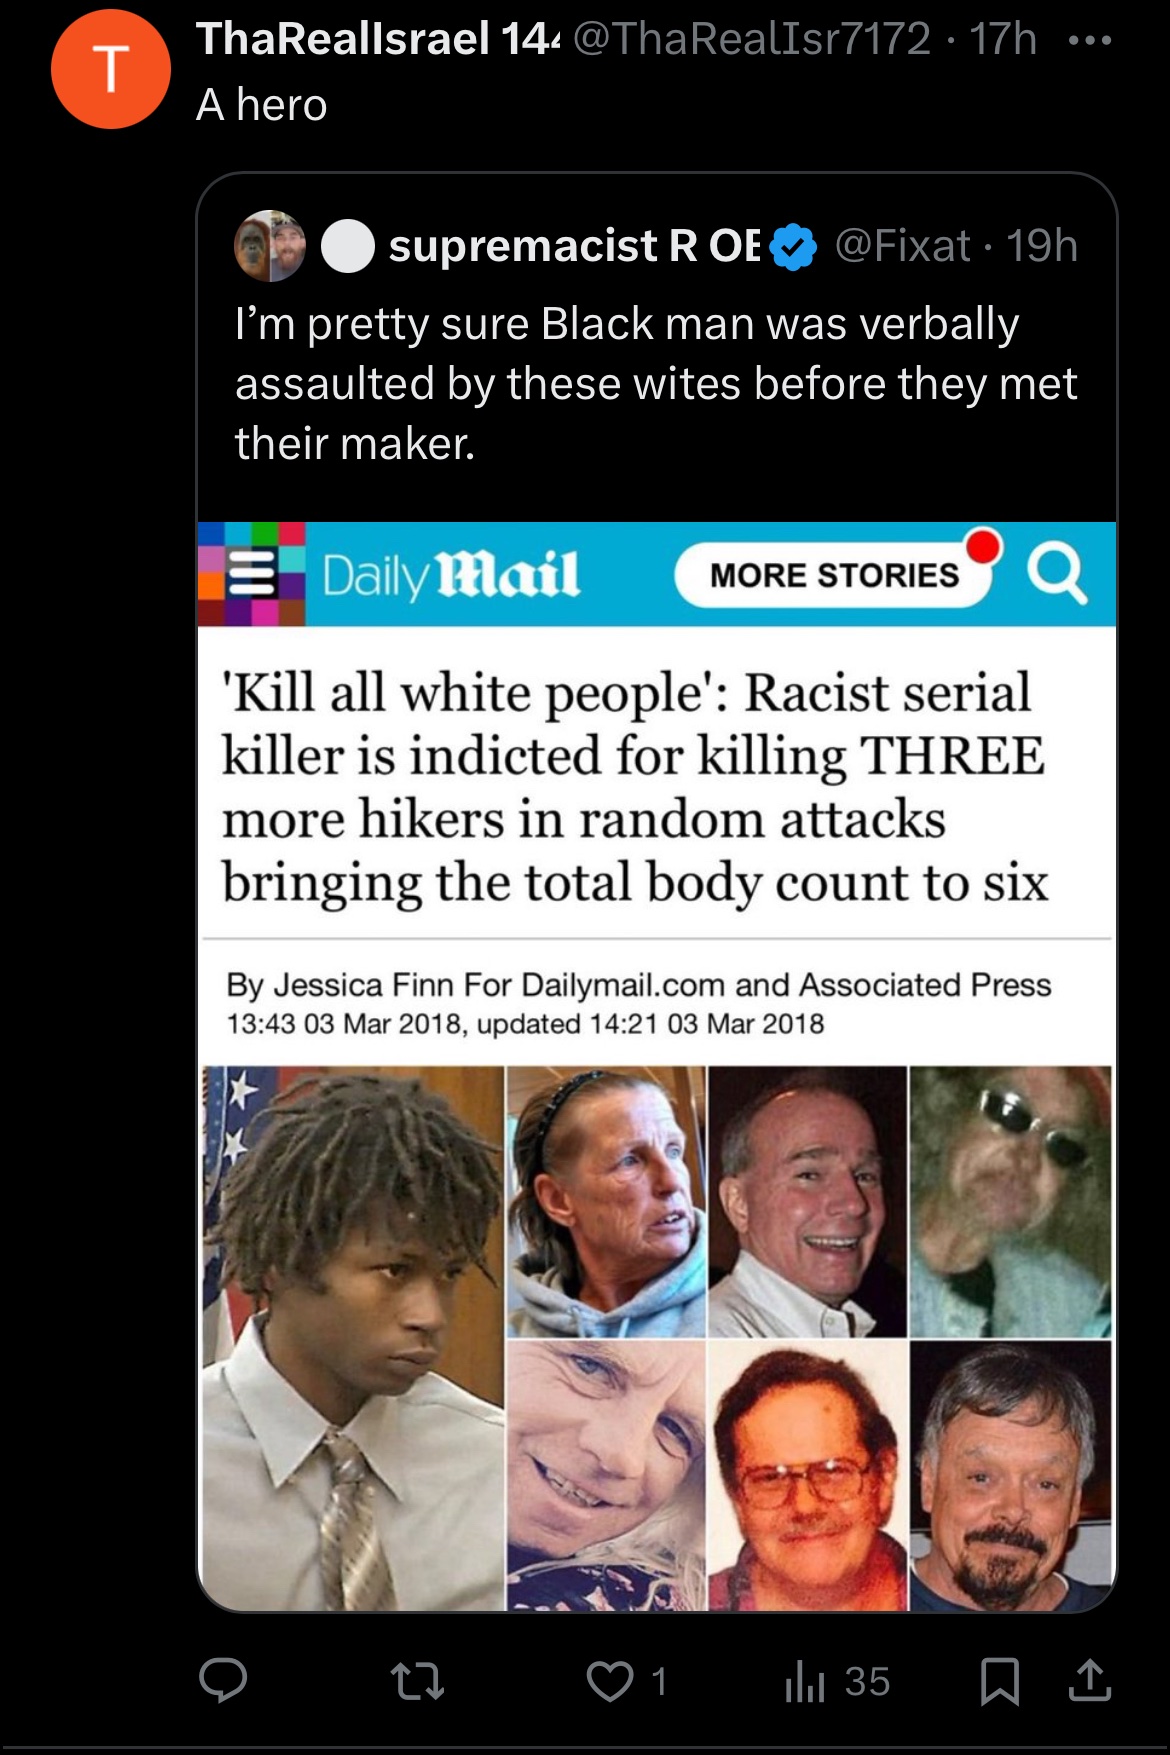 T
ThaRealIsrael 144 @ThaRealIsr7172 · 17h
A hero
supremacist R OE @Fixat · 19h
I'm pretty sure Black man was verbally
assaulted by these wites before they met
their maker.
Daily Mail
MORE STORIES
'Kill all white people': Racist serial
killer is indicted for killing THREE
more hikers in random attacks
bringing the total body count to six
By Jessica Finn For Dailymail.com and Associated Press
13:43 03 Mar 2018, updated 14:21 03 Mar 2018
1
35